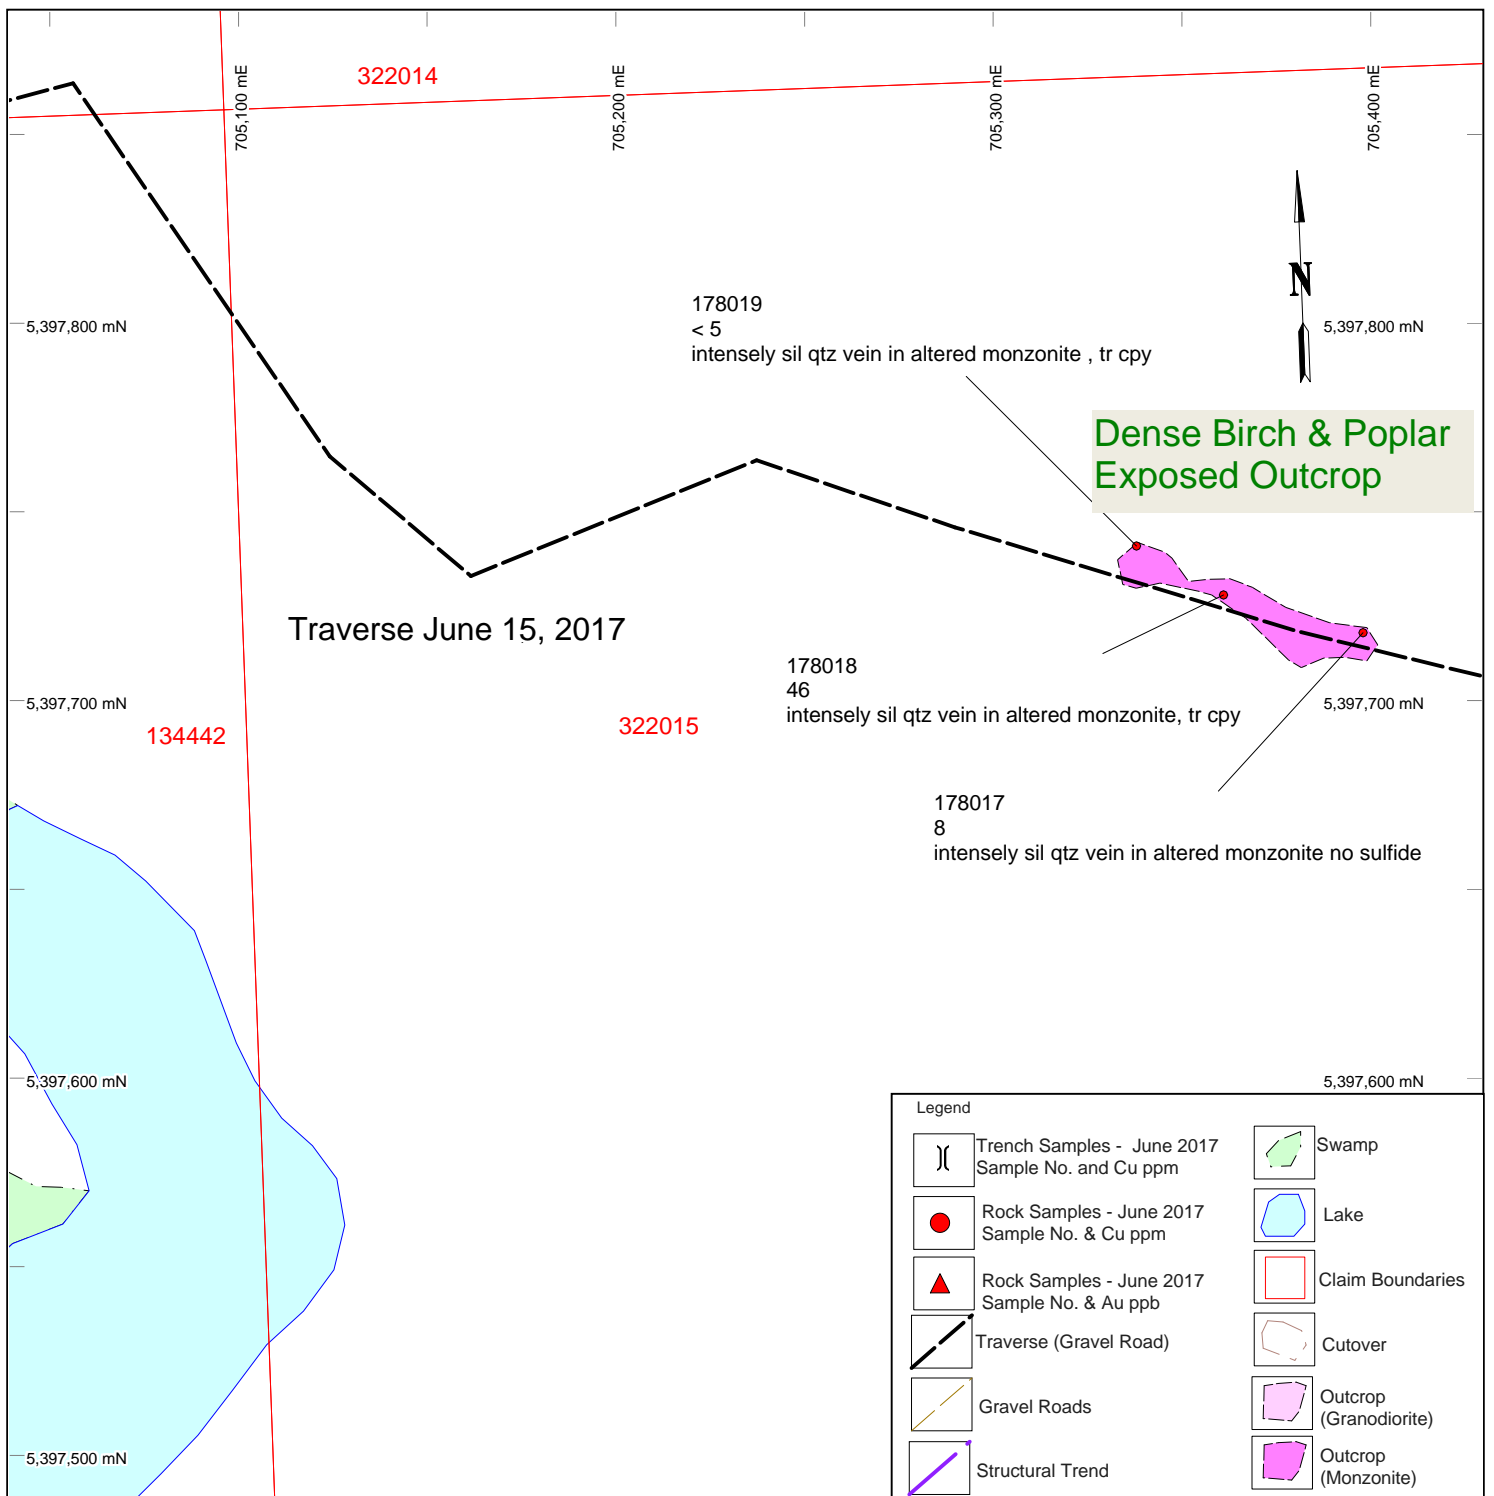 322014
705,100 mE
705,200 mE
705,300 mE
705,400 mE
N
178019
< 5
intensely sil qtz vein in altered monzonite , tr cpy
5,397,800 mN
5,397,800 mN
Dense Birch & Poplar
Exposed Outcrop
Traverse June 15, 2017
178018
46
intensely sil qtz vein in altered monzonite, tr cpy
5,397,700 mN
5,397,700 mN
134442
322015
178017
8
intensely sil qtz vein in altered monzonite no sulfide
5,397,600 mN
5,397,600 mN
5,397,500 mN
Legend
Trench Samples - June 2017
Sample No. and Cu ppm
Rock Samples - June 2017
Sample No. & Cu ppm
Rock Samples - June 2017
Sample No. & Au ppb
Traverse (Gravel Road)
Gravel Roads
Structural Trend
Swamp
Lake
Claim Boundaries
Cutover
Outcrop
(Granodiorite)
Outcrop
(Monzonite)